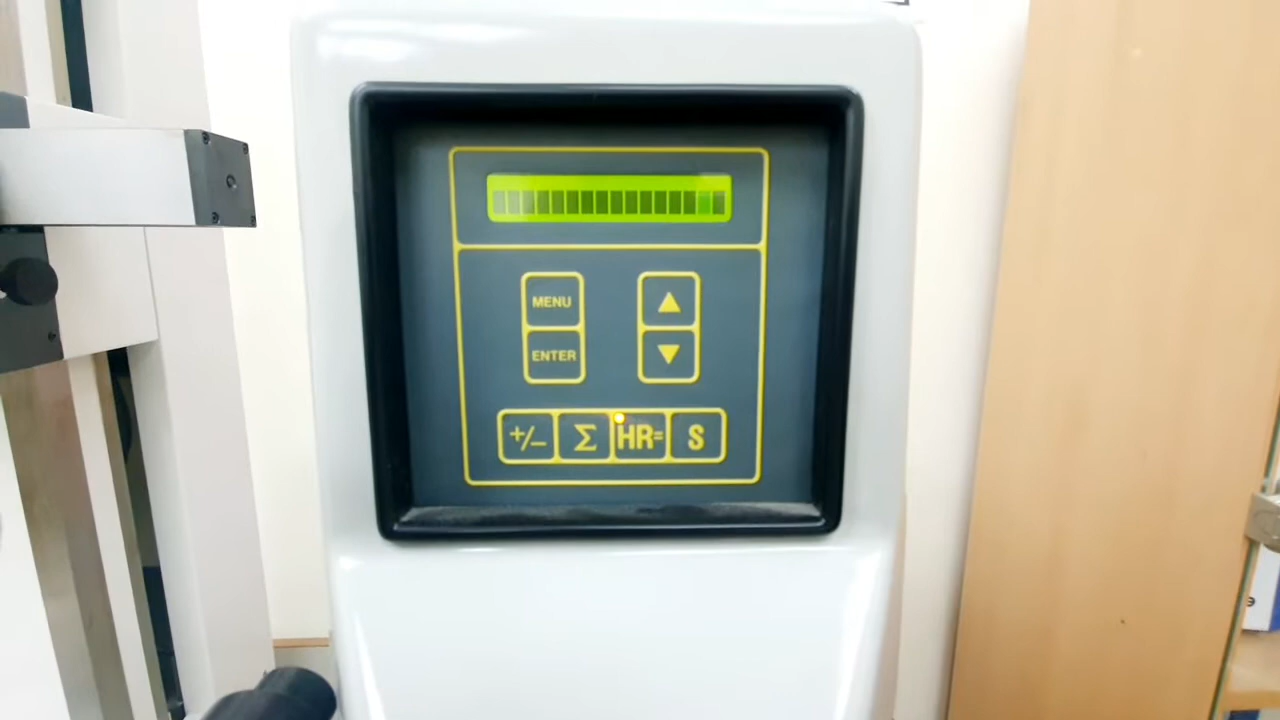 MENU ▲
ENTER ▼
+/− Σ HR= S